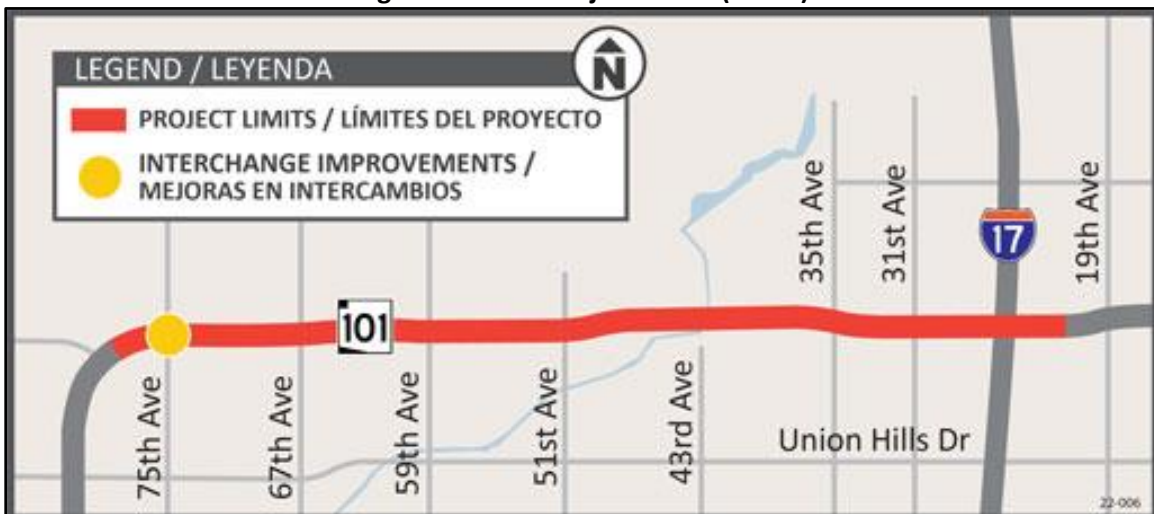 LEGEND / LEYENDA
N
PROJECT LIMITS / LÍMITES DEL PROYECTO
INTERCHANGE IMPROVEMENTS /
MEJORAS EN INTERCAMBIOS
35th Ave
31st Ave
17
19th Ave
101
75th Ave
67th Ave
59th Ave
51st Ave
43rd Ave
Union Hills Dr
22-006